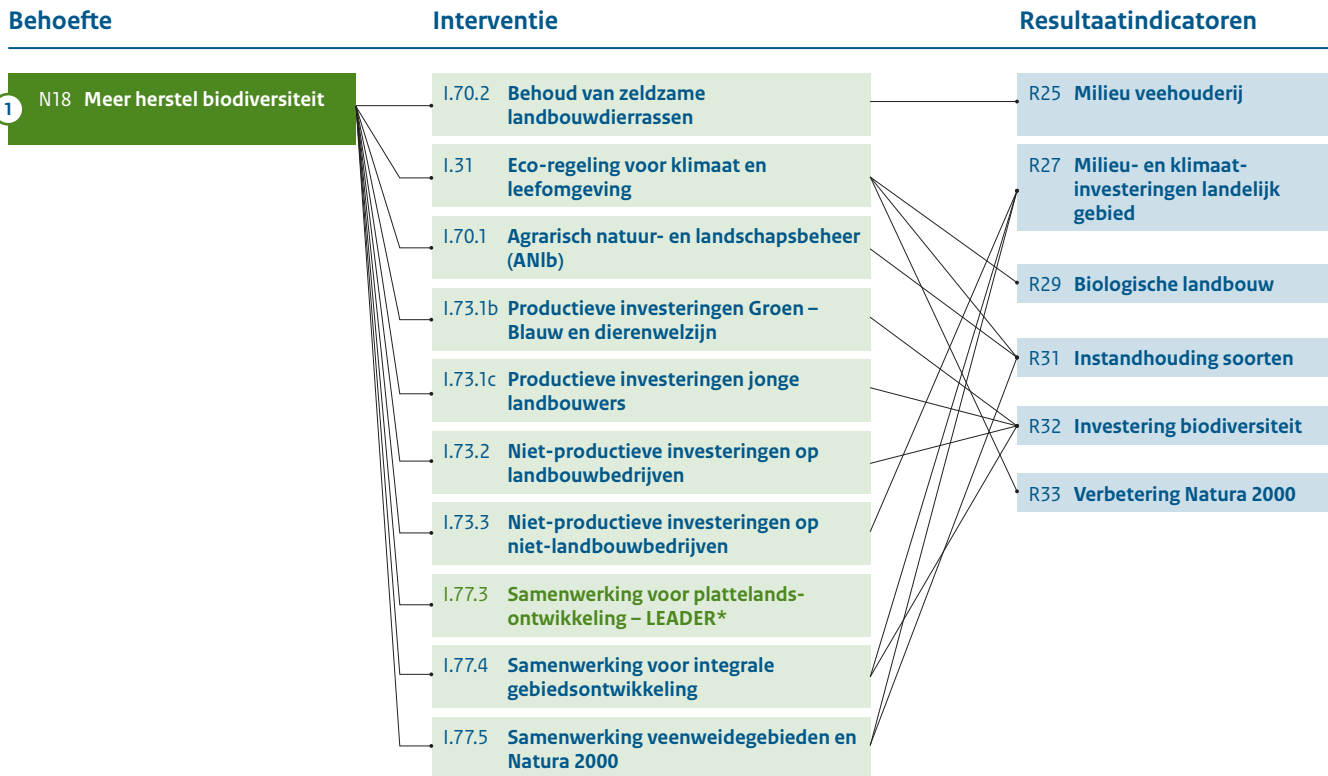 Behoefte
Interventie
Resultaatindicatoren
1
N18 Meer herstel biodiversiteit
I.70.2 Behoud van zeldzame
landbouwdierrassen
I.31 Eco-regeling voor klimaat en
leefomgeving
I.70.1 Agrarisch natuur- en landschapsbeheer
(ANlb)
I.73.1b Productieve investeringen Groen –
Blauw en dierenwelzijn
I.73.1c Productieve investeringen jonge
landbouwers
I.73.2 Niet-productieve investeringen op
landbouwbedrijven
I.73.3 Niet-productieve investeringen op
niet-landbouwbedrijven
I.77.3 Samenwerking voor plattelands-
ontwikkeling – LEADER*
I.77.4 Samenwerking voor integrale
gebiedsontwikkeling
I.77.5 Samenwerking veenweidegebieden en
Natura 2000
R25 Milieu veehouderij
R27 Milieu- en klimaat-
investeringen landelijk
gebied
R29 Biologische landbouw
R31 Instandhouding soorten
R32 Investering biodiversiteit
R33 Verbetering Natura 2000